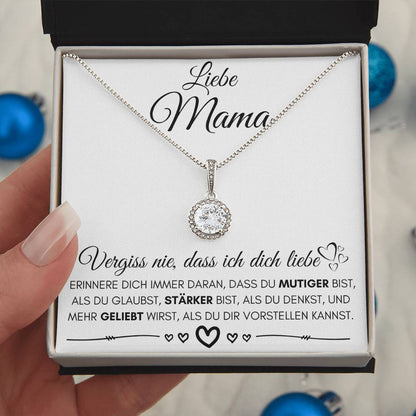 Liebe
Mama
Vergiss nie, dass ich dich liebe
ERINNERE DICH IMMER DARAN, DASS DU MUTIGER BIST,
ALS DU GLAUBST, STÄRKER BIST, ALS DU DENKST, UND
MEHR GELIEBT WIRST, ALS DU DIR VORSTELLEN KANNST.